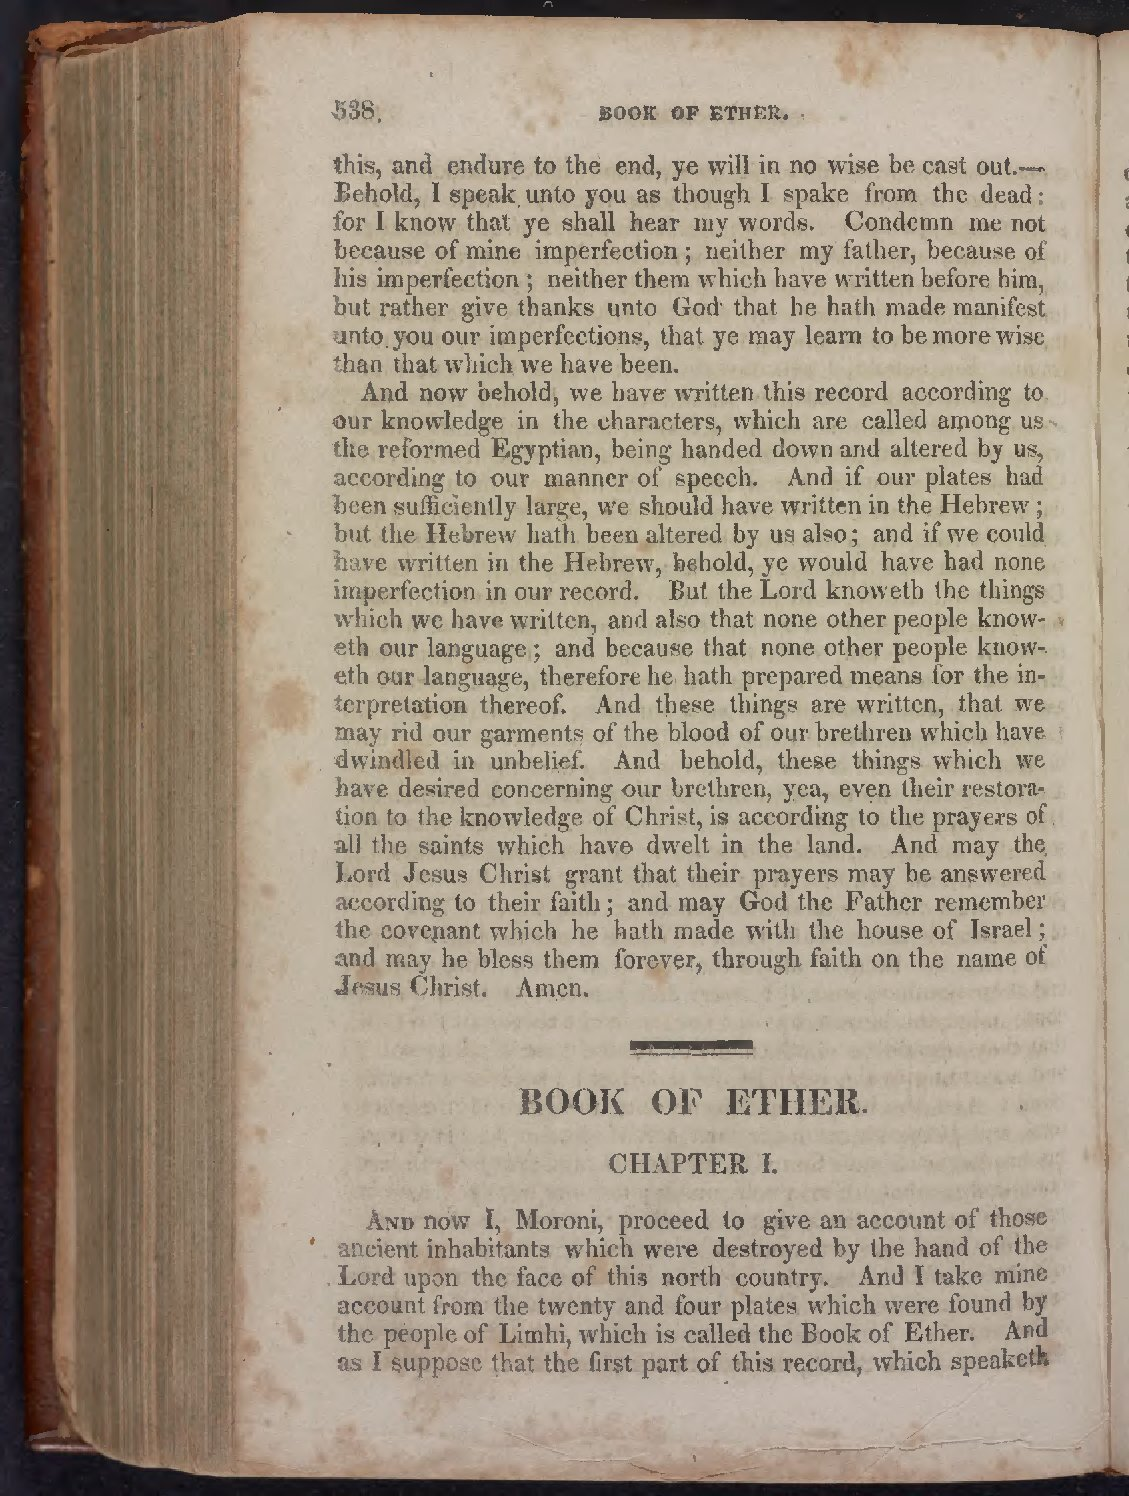 538. BOOK OF ETHER.
this, and endure to the end, ye will in no wise be cast out.—
Behold, I speak unto you as though I spake from the dead:
for I know that ye shall hear my words. Condemn me not
because of mine imperfection; neither my father, because of
his imperfection; neither them which have written before him,
but rather give thanks unto God that he hath made manifest
unto you our imperfections, that ye may learn to be more wise
than that which we have been.
And now behold, we have written this record according to
our knowledge in the characters, which are called among us
the reformed Egyptian, being handed down and altered by us,
according to our manner of speech. And if our plates had
been sufficiently large, we should have written in the Hebrew;
but the Hebrew hath been altered by us also; and if we could
have written in the Hebrew, behold, ye would have had none
imperfection in our record. But the Lord knoweth the things
which we have written, and also that none other people know-
eth our language; and because that none other people know-
eth our language, therefore he hath prepared means for the in-
terpretation thereof. And these things are written, that we
may rid our garments of the blood of our brethren which have
dwindled in unbelief. And behold, these things which we
have desired concerning our brethren, yea, even their restora-
tion to the knowledge of Christ, is according to the prayers of
all the saints which have dwelt in the land. And may the
Lord Jesus Christ grant that their prayers may be answered
according to their faith; and may God the Father remember
the covenant which he hath made with the house of Israel;
and may he bless them forever, through faith on the name of
Jesus Christ. Amen.
BOOK OF ETHER.
CHAPTER I.
AND now I, Moroni, proceed to give an account of those
ancient inhabitants which were destroyed by the hand of the
Lord upon the face of this north country. And I take mine
account from the twenty and four plates which were found by
the people of Limhi, which is called the Book of Ether. And
as I suppose that the first part of this record, which speaketh